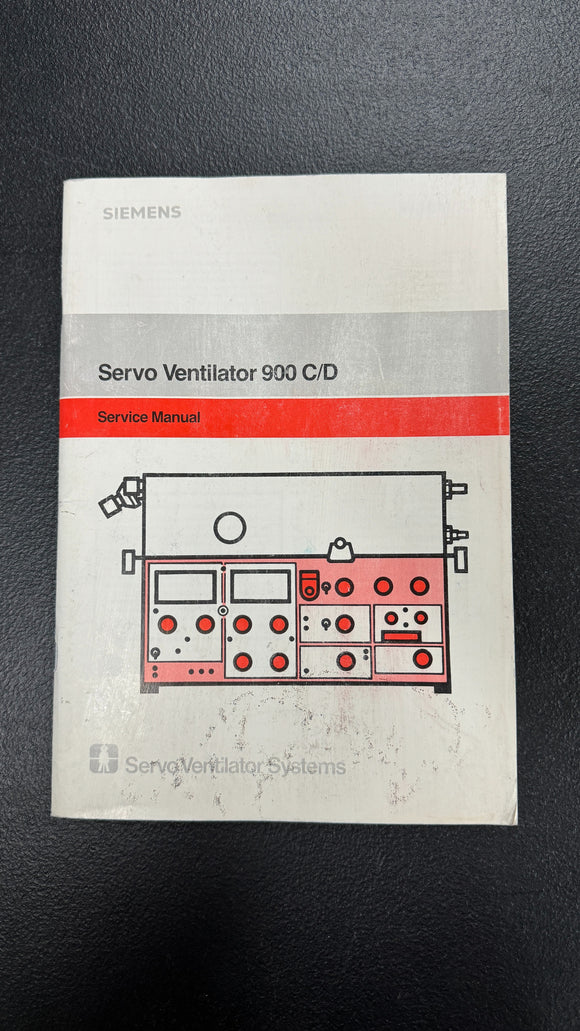 SIEMENS
Servo Ventilator 900 C/D
Service Manual
Servo Ventilator Systems